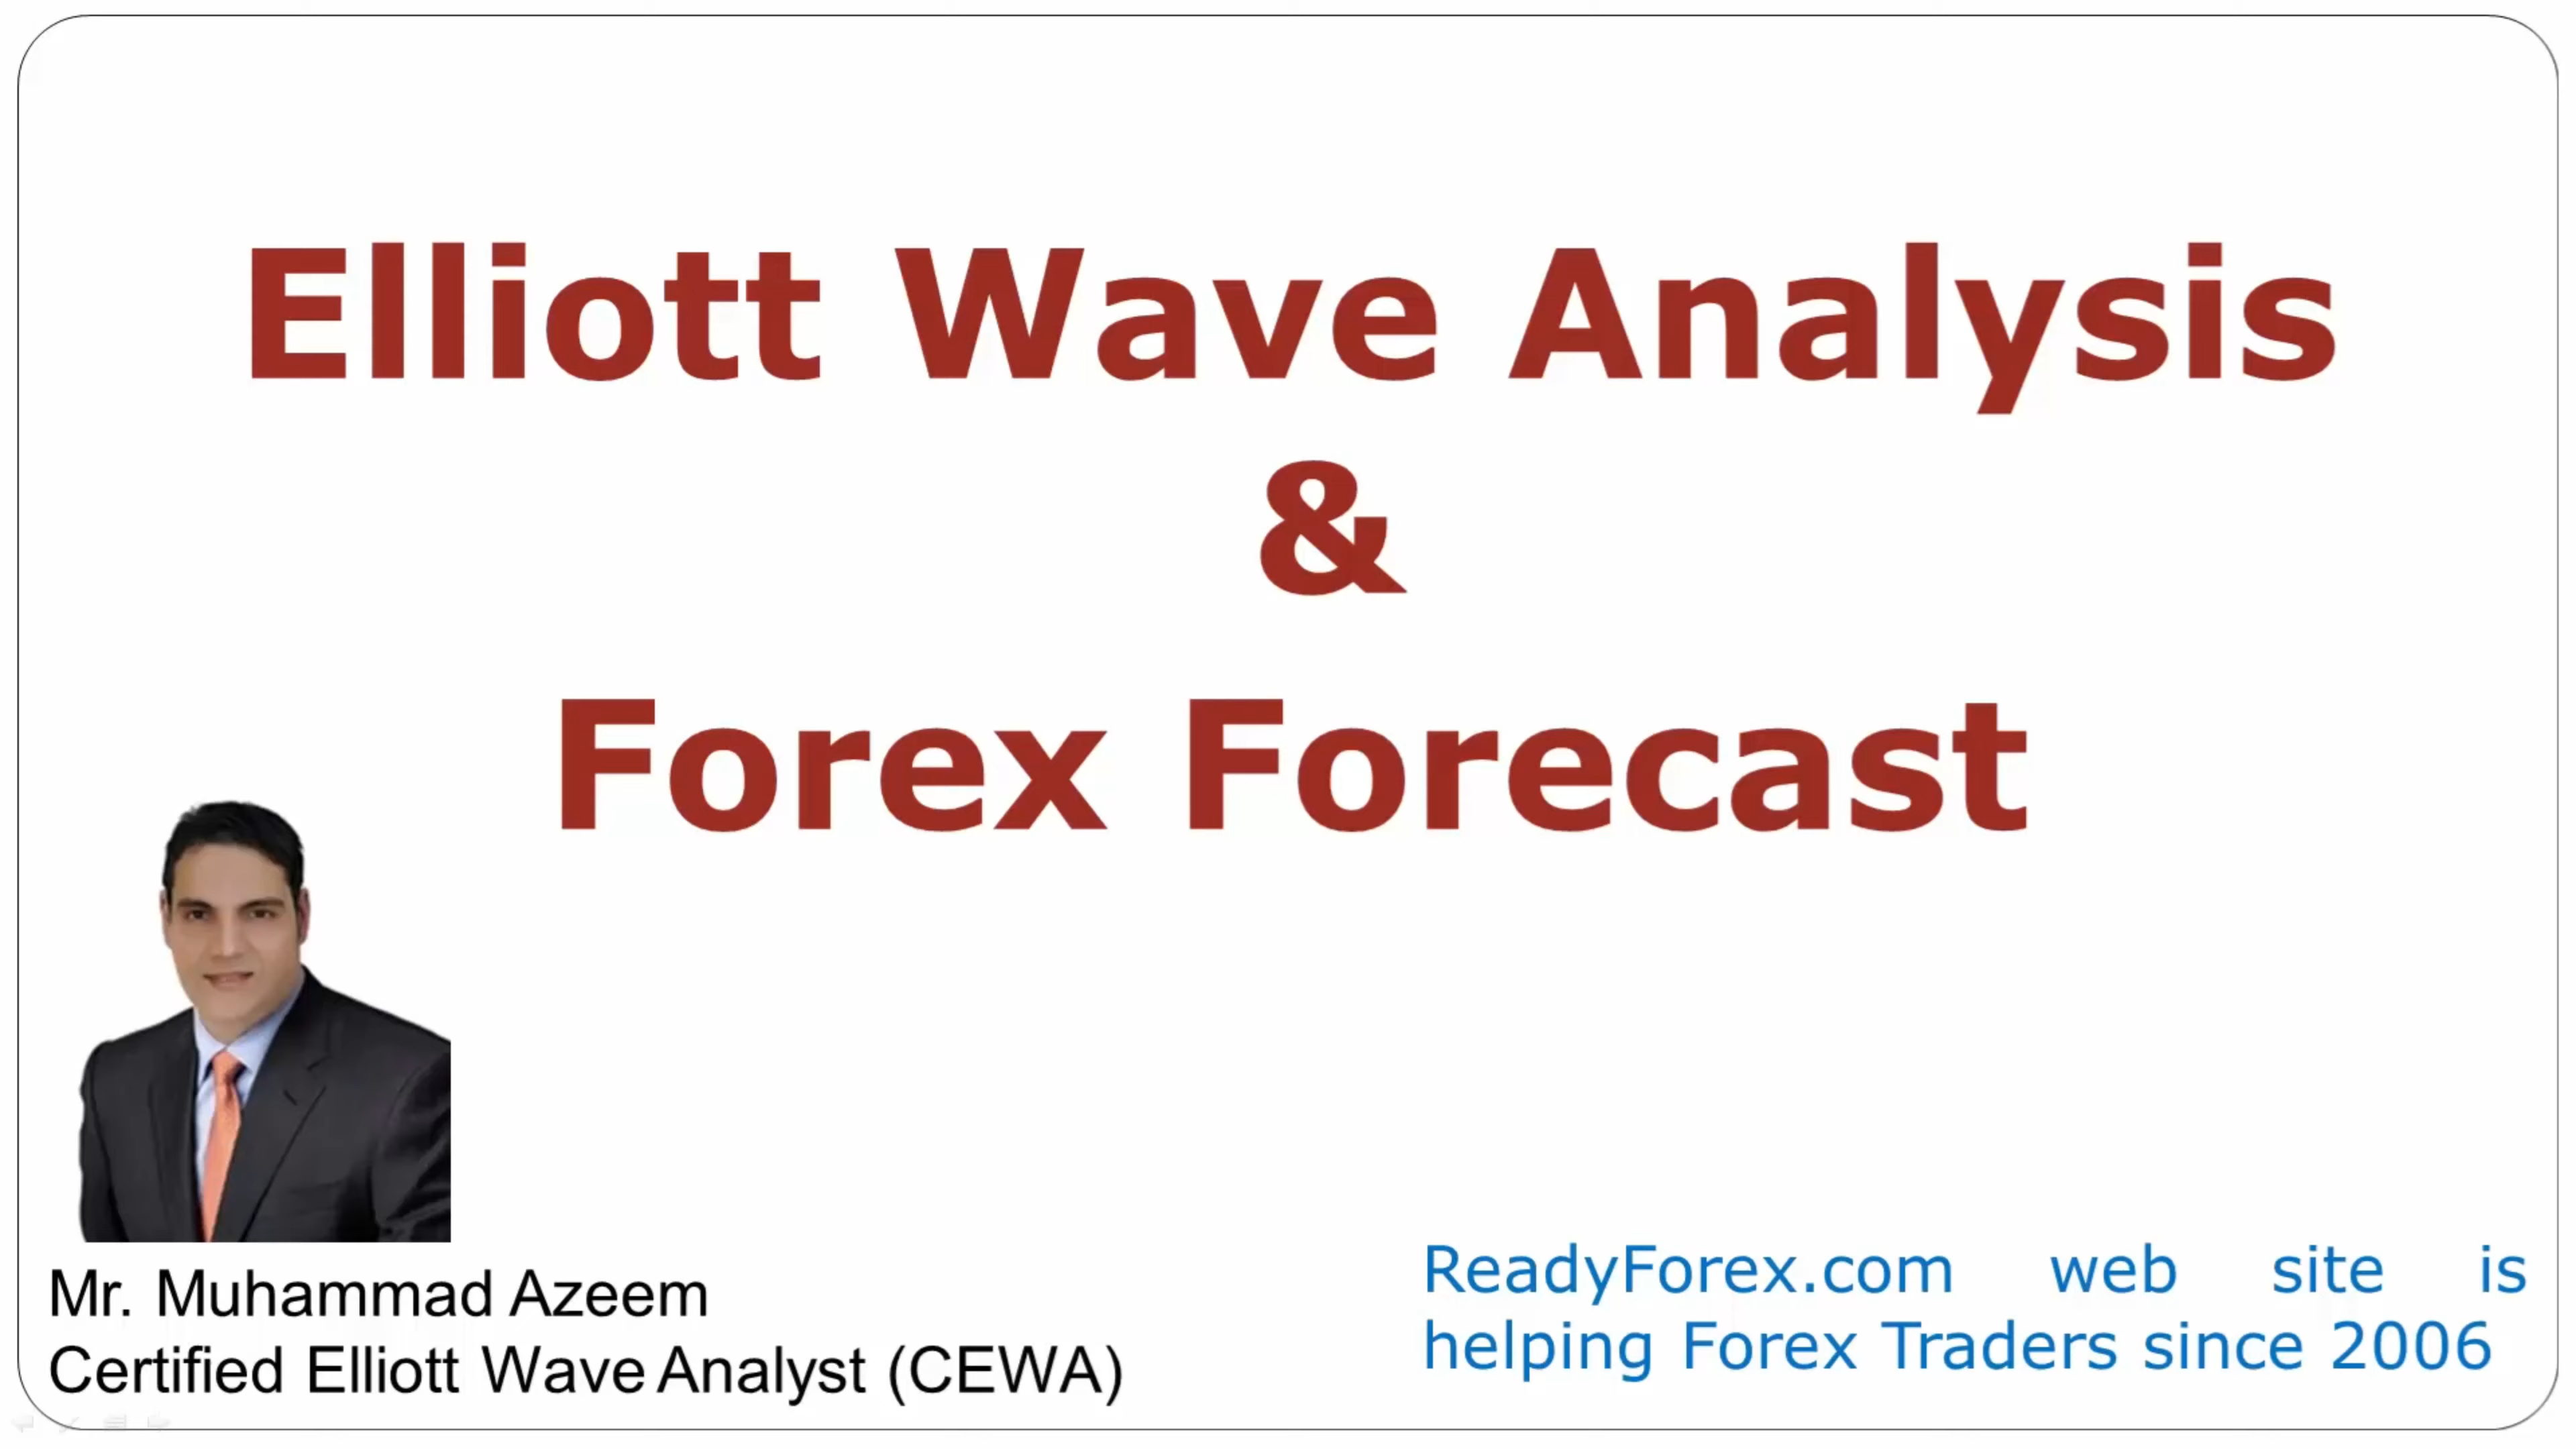 Elliott Wave Analysis
&
Forex Forecast
Mr. Muhammad Azeem
Certified Elliott Wave Analyst (CEWA)
ReadyForex.com web site is
helping Forex Traders since 2006